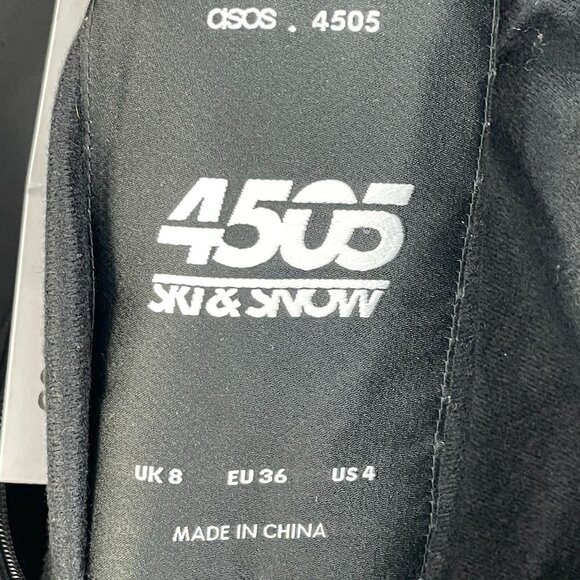 asos . 4505
4505
SKI & SNOW
UK 8 EU 36 US 4
MADE IN CHINA